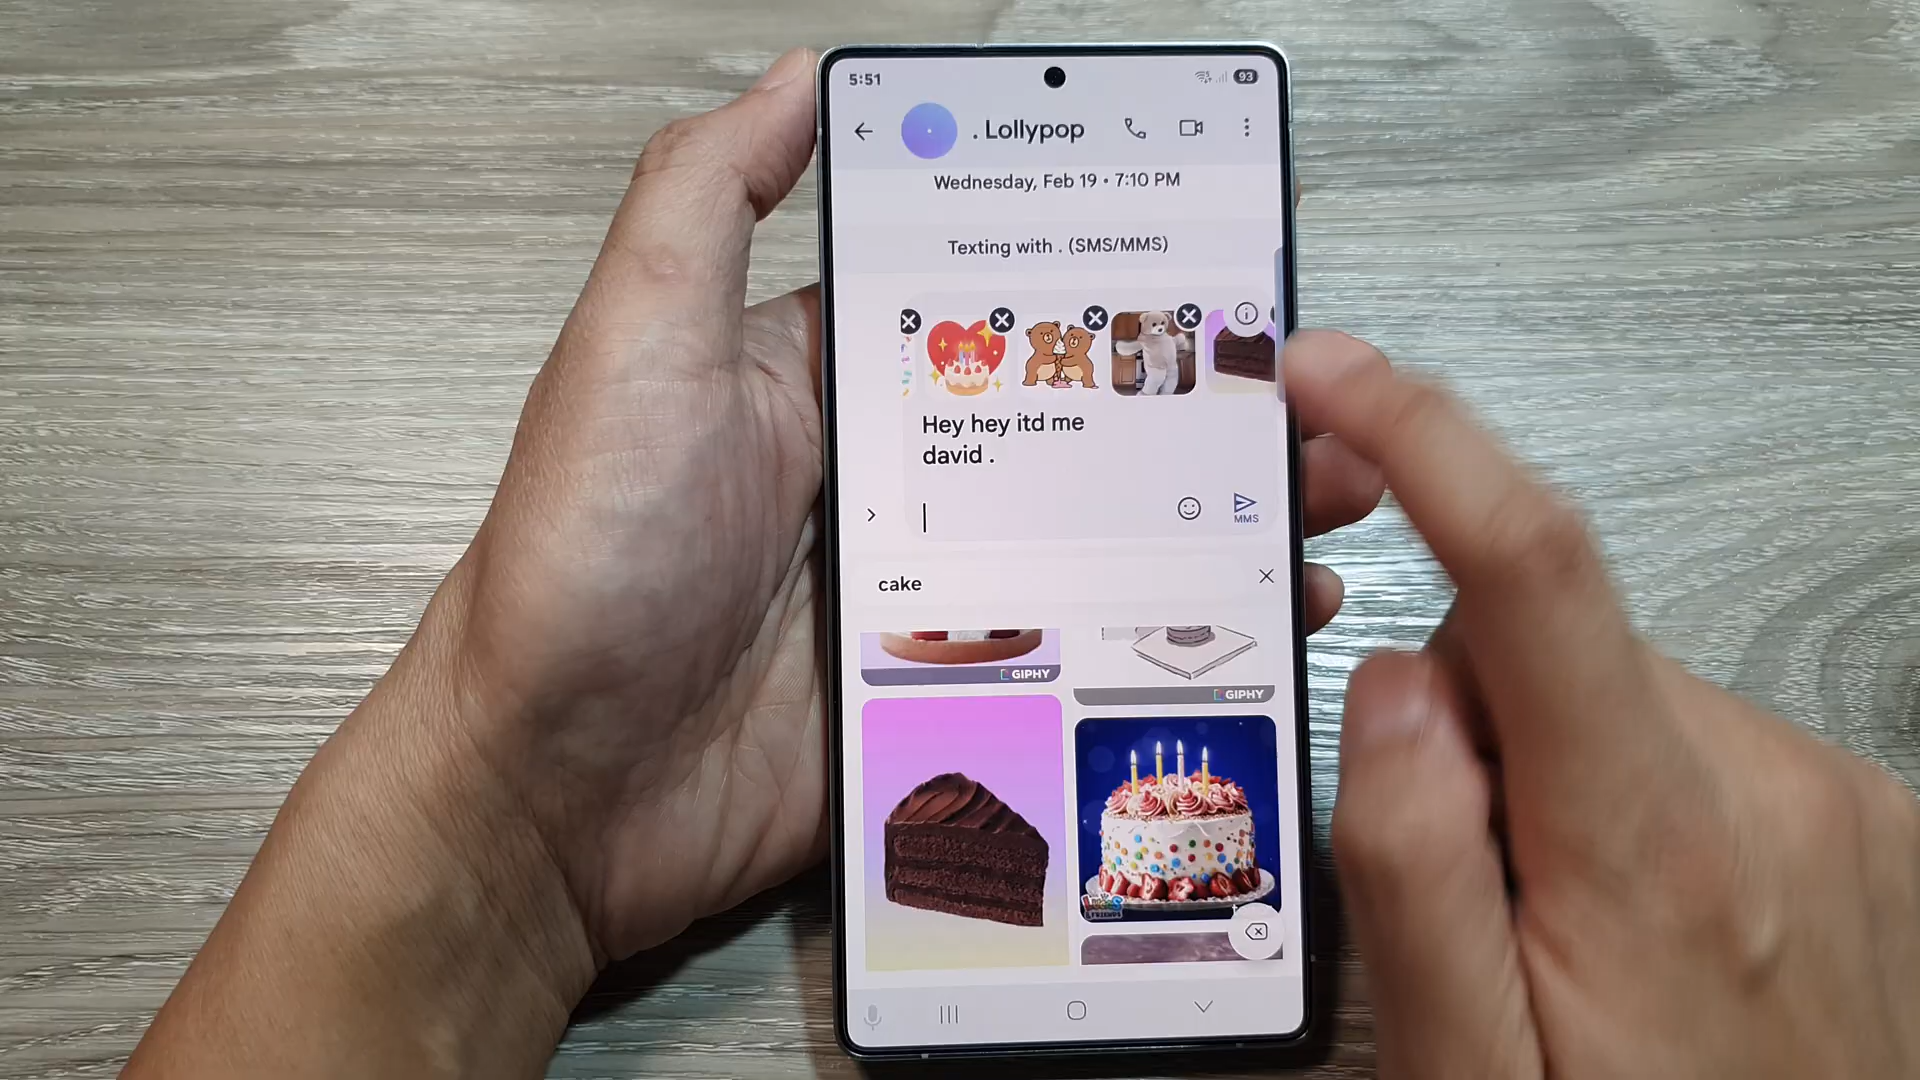 5:51
93
. Lollypop
Wednesday, Feb 19 • 7:10 PM
Texting with . (SMS/MMS)
Hey hey itd me
david .
MMS
cake
GIPHY
GIPHY
& FRIENDS